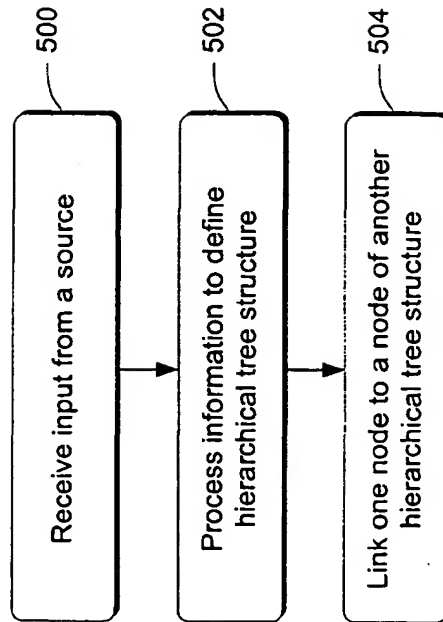 Receive input from a source
500
Process information to define
hierarchical tree structure
502
Link one node to a node of another
hierarchical tree structure
504